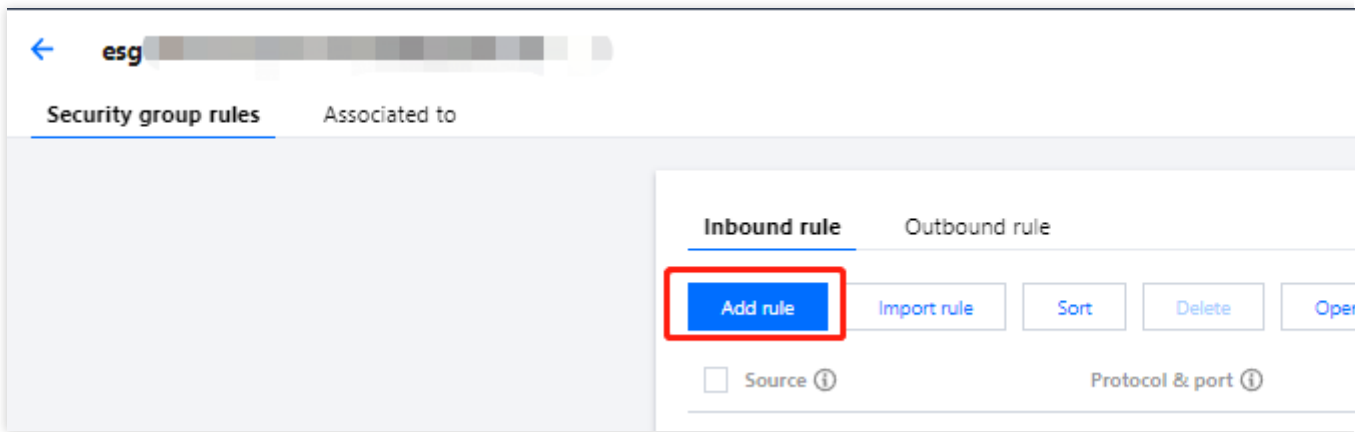 esg
Security group rules Associated to
Inbound rule Outbound rule
Add rule Import rule Sort Delete Oper
Source Protocol & port